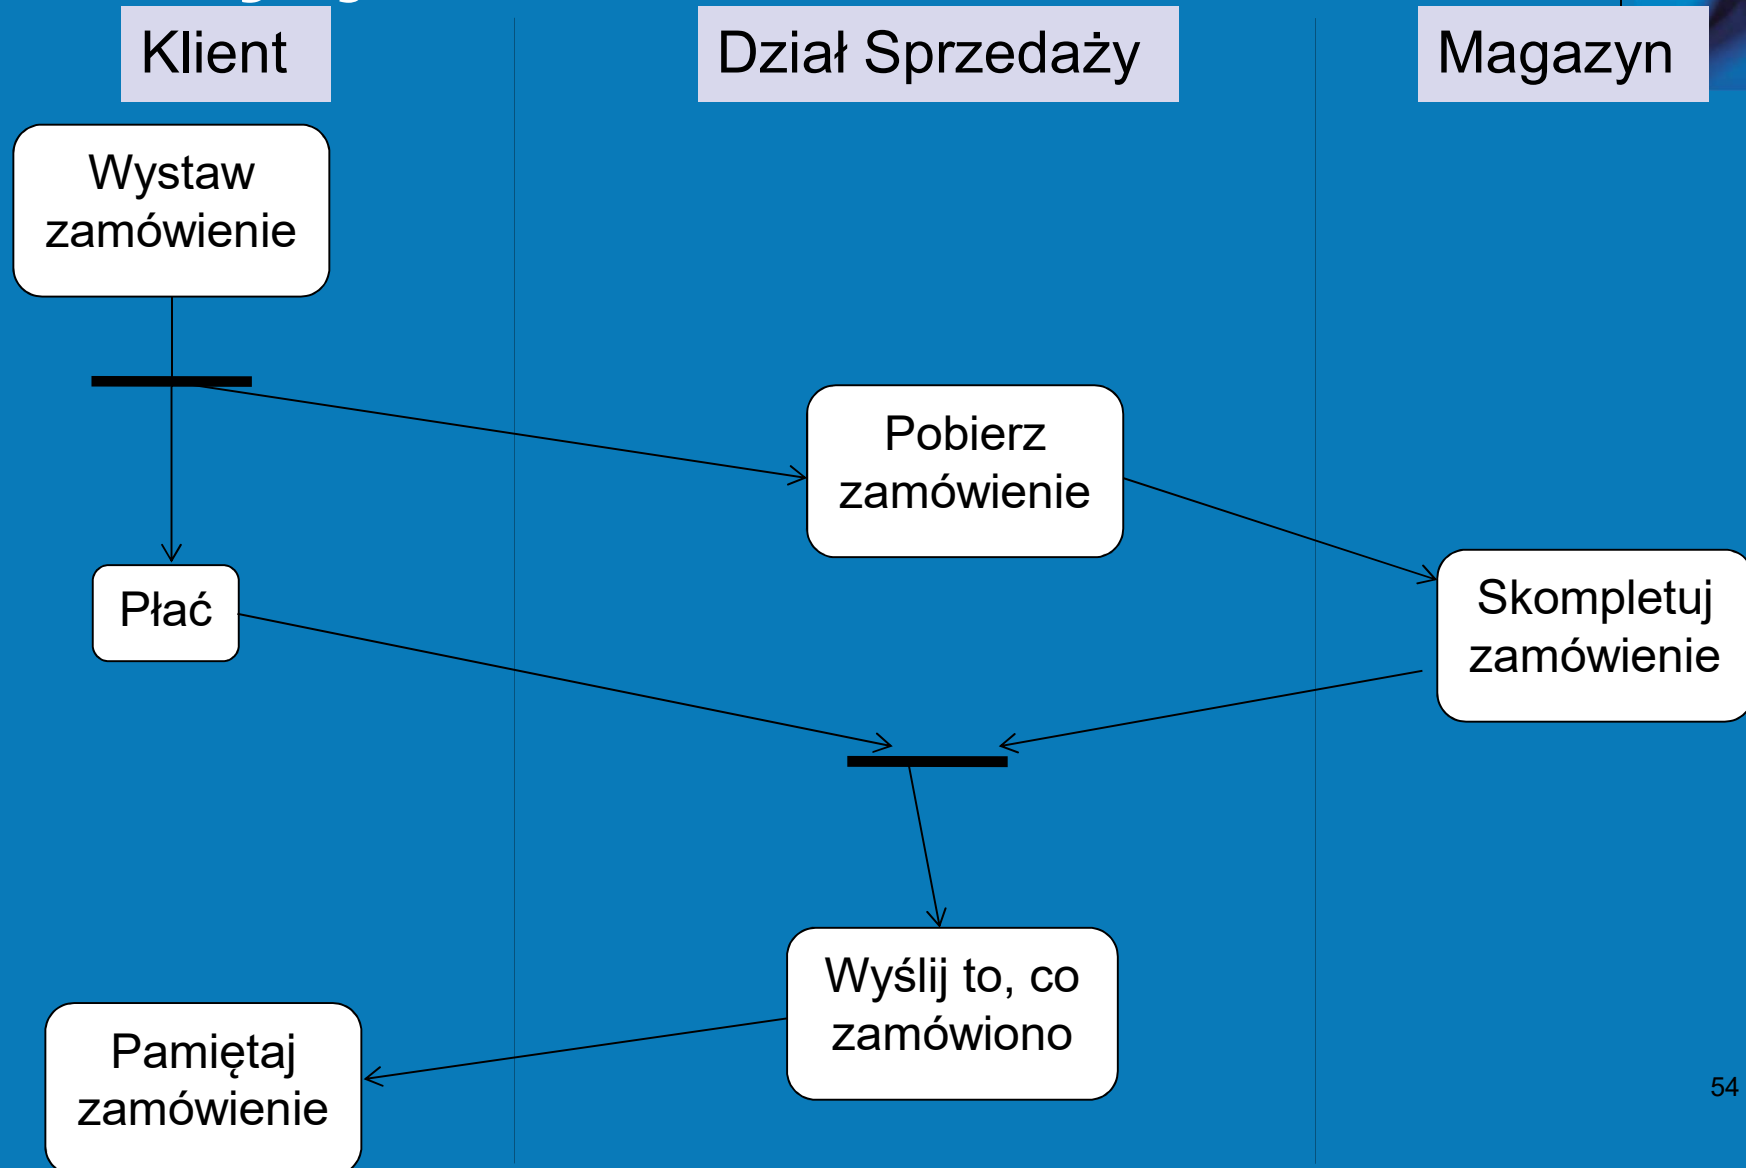 Klient
Dział Sprzedaży
Magazyn
Wystaw
zamówienie
Pobierz
zamówienie
Płać
Skompletuj
zamówienie
Wyślij to, co
zamówiono
Pamiętaj
zamówienie
54